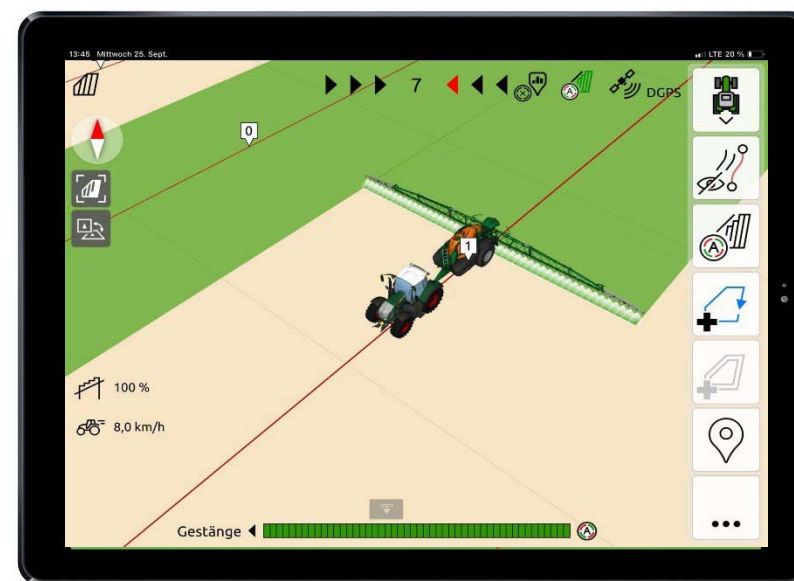 13:45 Mittwoch 25. Sept. LTE 20 %
7 DGPS
0
1
100 %
8,0 km/h
Gestänge
A
A
A